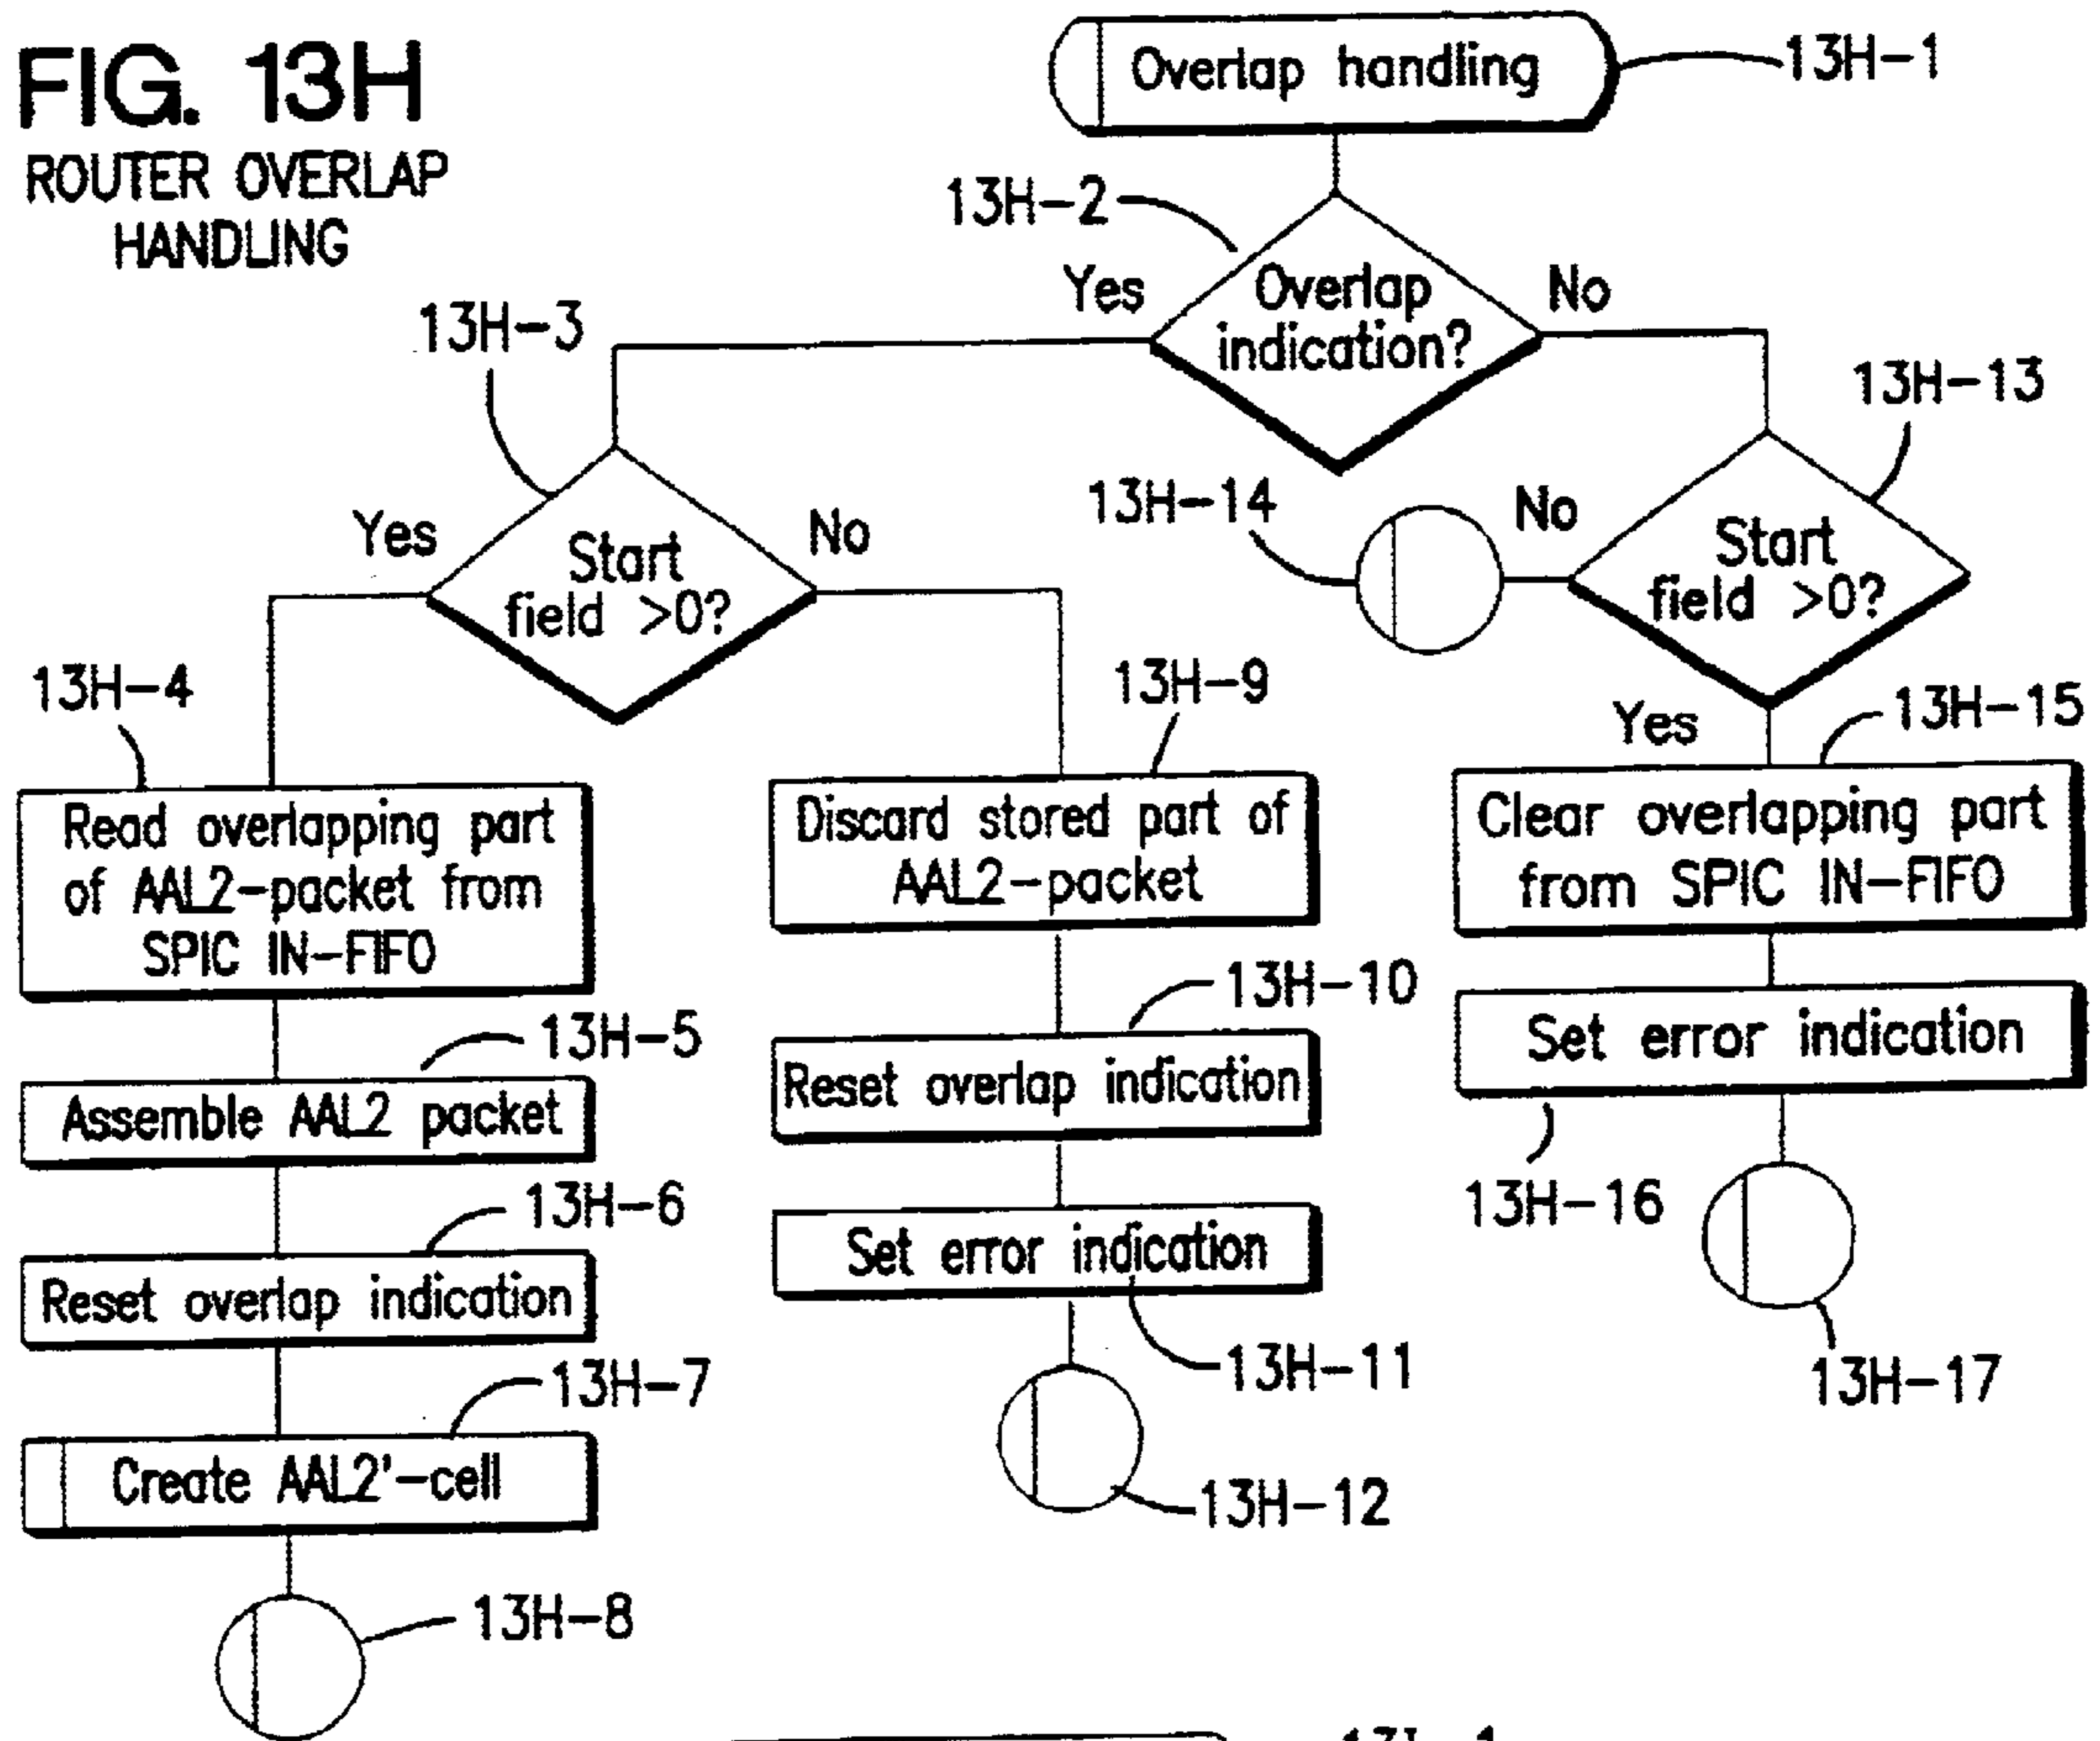 FIG. 13H
ROUTER OVERLAP
HANDLING
Overlap handling
13H-1
13H-2
Overlap
indication?
Yes
No
13H-3
Start
field >0?
Yes
No
13H-13
Start
field >0?
No
Yes
13H-14
13H-4
Read overlapping part
of AAL2-packet from
SPIC IN-FIFO
13H-5
Assemble AAL2 packet
13H-6
Reset overlap indication
13H-7
Create AAL2'-cell
13H-8
13H-9
Discard stored part of
AAL2-packet
13H-10
Reset overlap indication
Set error indication
13H-11
13H-12
13H-15
Clear overlapping part
from SPIC IN-FIFO
Set error indication
13H-16
13H-17